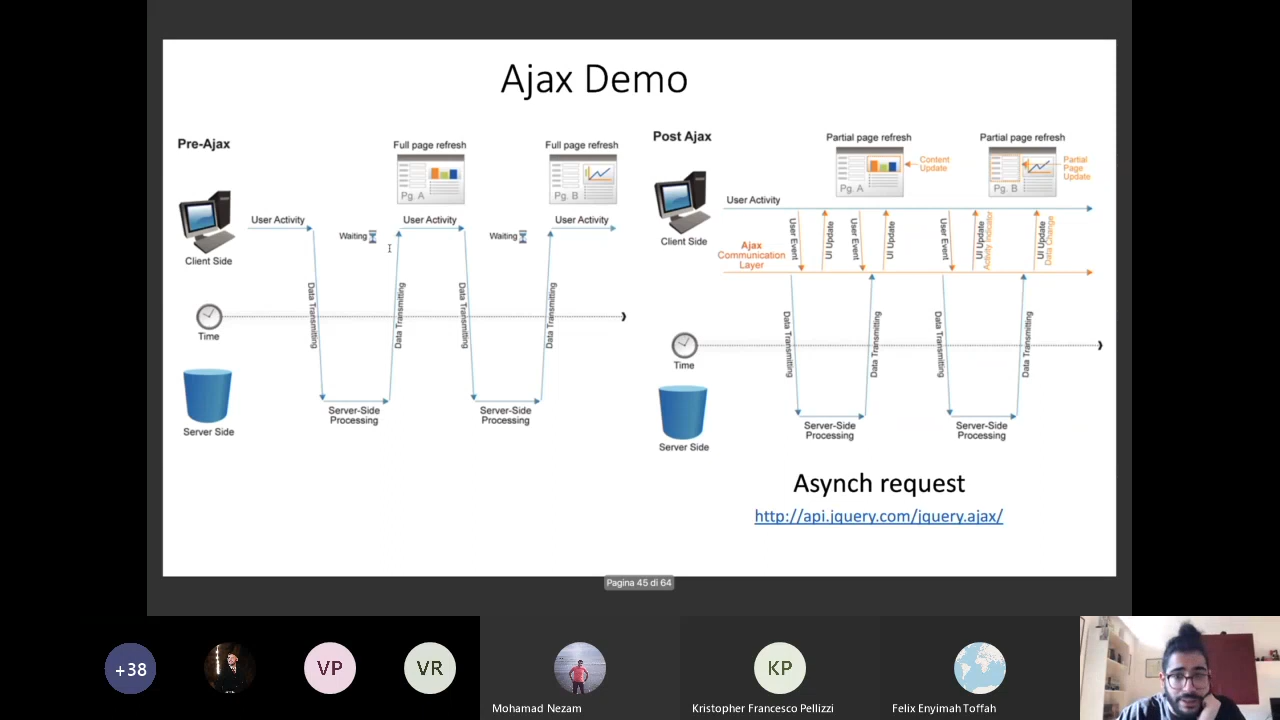 Ajax Demo
Pre-Ajax
Full page refresh
Full page refresh
Pg. A
Pg. B
User Activity
User Activity
User Activity
Waiting
Waiting
Client Side
Data Transmitting
Data Transmitting
Data Transmitting
Data Transmitting
Time
Server-Side
Processing
Server-Side
Processing
Server Side
Post Ajax
Partial page refresh
Partial page refresh
Content
Update
Partial
Page
Update
Pg. A
Pg. B
User Activity
Client Side
Ajax
Communication
Layer
User Event
UI Update
User Event
UI Update
User Event
UI Update
Activity Indicator
UI Update
Data Change
Data Transmitting
Data Transmitting
Data Transmitting
Data Transmitting
Time
Server-Side
Processing
Server-Side
Processing
Server Side
Asynch request
http://api.jquery.com/jquery.ajax/
Pagina 45 di 64
+38
VP
VR
KP
Mohamad Nezam
Kristopher Francesco Pellizzi
Felix Enyimah Toffah